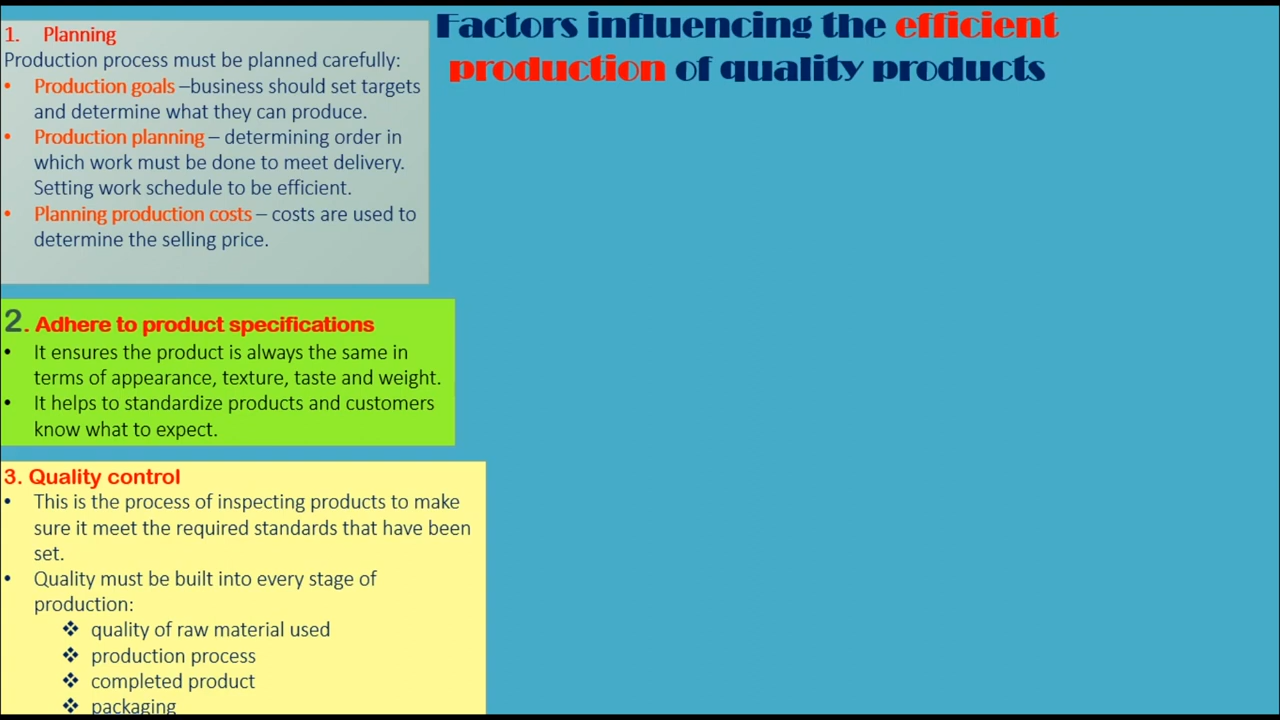 Factors influencing the efficient
production of quality products
1. Planning
Production process must be planned carefully:
• Production goals –business should set targets
and determine what they can produce.
• Production planning – determining order in
which work must be done to meet delivery.
Setting work schedule to be efficient.
• Planning production costs – costs are used to
determine the selling price.
2. Adhere to product specifications
• It ensures the product is always the same in
terms of appearance, texture, taste and weight.
• It helps to standardize products and customers
know what to expect.
3. Quality control
• This is the process of inspecting products to make
sure it meet the required standards that have been
set.
• Quality must be built into every stage of
production:
❖ quality of raw material used
❖ production process
❖ completed product
❖ packaging